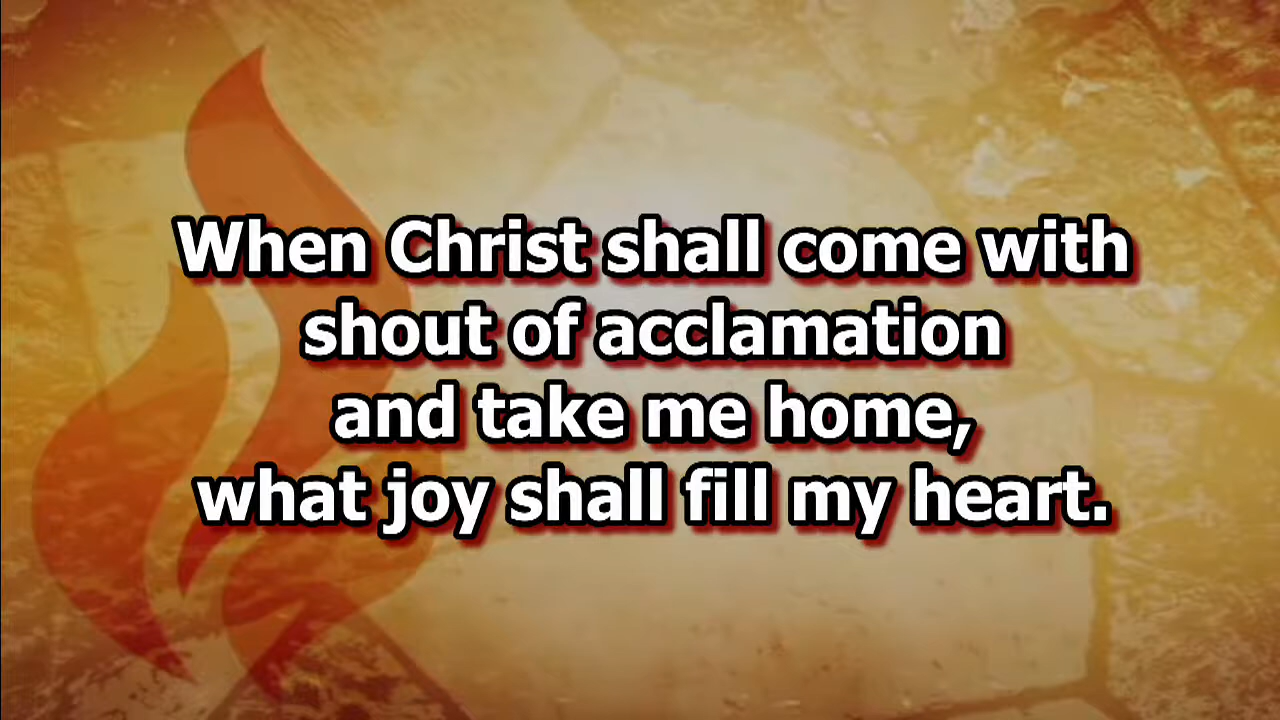 When Christ shall come with
shout of acclamation
and take me home,
what joy shall fill my heart.